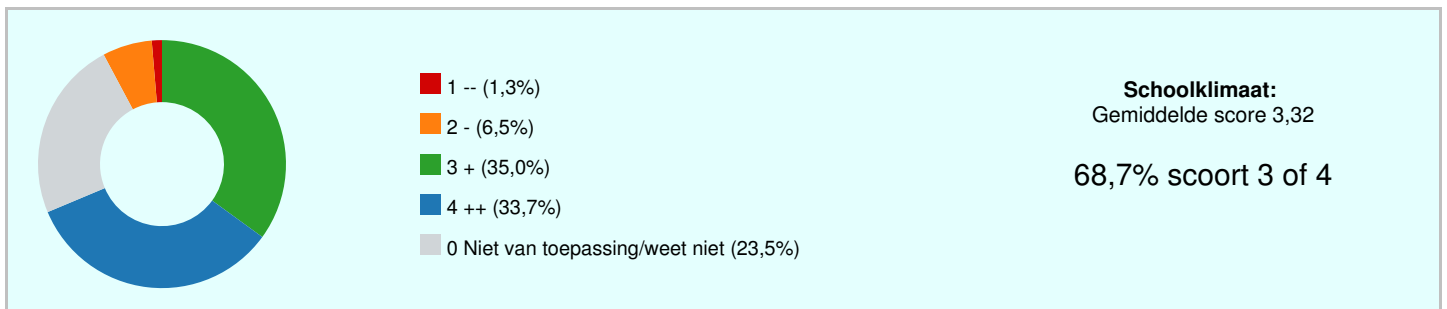 1 -- (1,3%)
2 - (6,5%)
3 + (35,0%)
4 ++ (33,7%)
0 Niet van toepassing/weet niet (23,5%)
Schoolklimaat:
Gemiddelde score 3,32
68,7% scoort 3 of 4